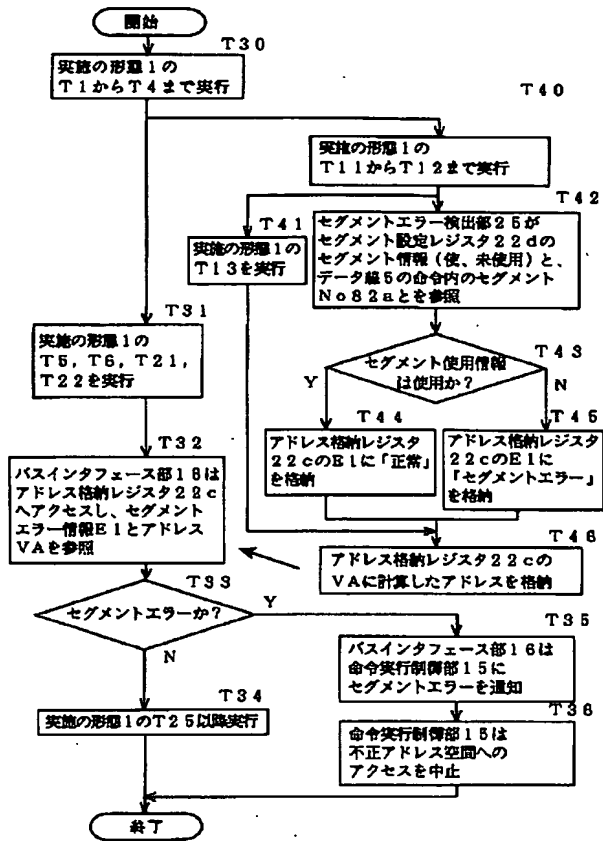 開始
T30
実施の形態1の
T1からT4まで実行
T40
実施の形態1の
T11からT12まで実行
T41
実施の形態1の
T13を実行
T42
セグメントエラー検出部25が
セグメント設定レジスタ22dの
セグメント情報(使、未使用)と、
データ線5の命令内のセグメント
No82aとを参照
T31
実施の形態1の
T5,T6,T21,
T22を実行
T43
セグメント使用情報
は使用か?
Y
N
T44
アドレス格納レジスタ
22cのE1に「正常」
を格納
T45
アドレス格納レジスタ
22cのE1に
「セグメントエラー」
を格納
T32
バスインタフェース部16は
アドレス格納レジスタ22c
へアクセスし、セグメント
エラー情報E1とアドレス
VAを参照
T46
アドレス格納レジスタ22cの
VAに計算したアドレスを格納
T33
セグメントエラーか?
Y
N
T35
バスインタフェース部16は
命令実行制御部15に
セグメントエラーを通知
T34
実施の形態1のT25以降実行
T36
命令実行制御部15は
不正アドレス空間への
アクセスを中止
終了